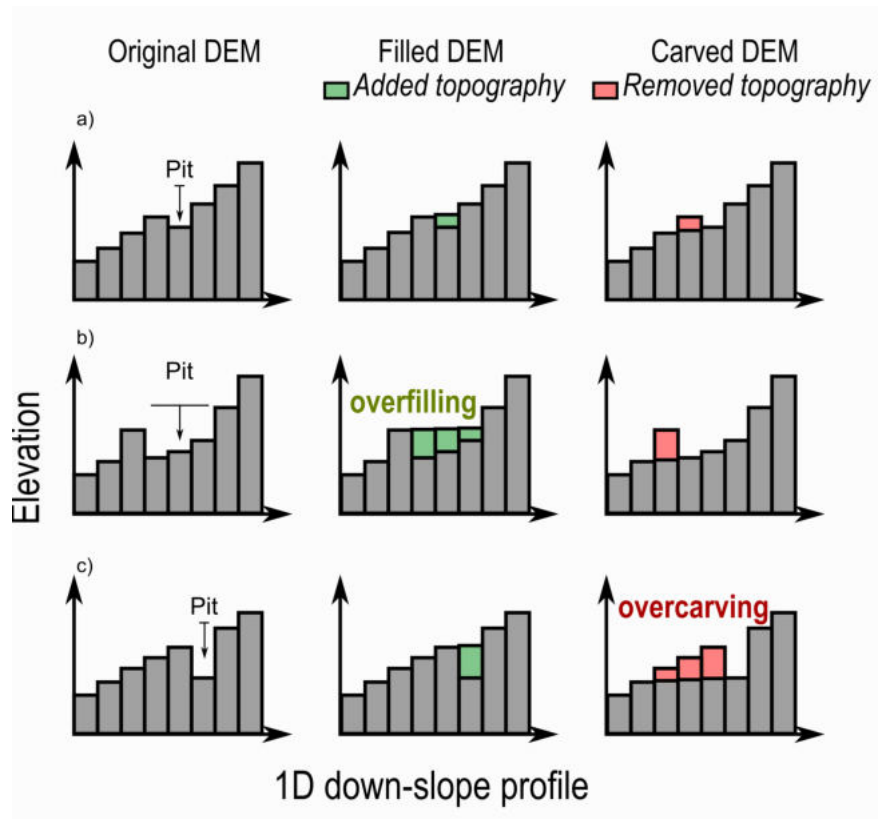 Original DEM
Filled DEM
Carved DEM
Added topography
Removed topography
a)
Pit
b)
Pit
overfilling
Elevation
c)
Pit
overcarving
1D down-slope profile